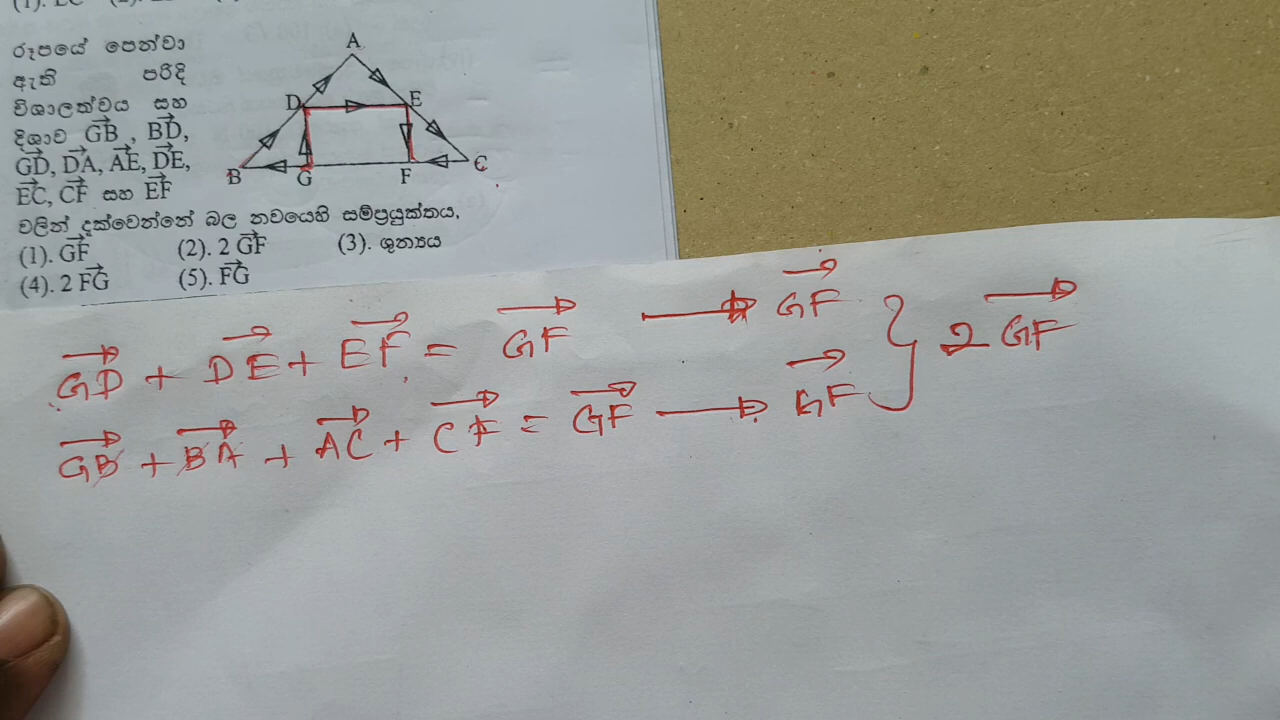 රූපයේ පෙන්වා
ඇති පරිදි
විශාලත්වය සහ
දිශාව GB⃗ , BD⃗,
GD⃗, DA⃗, AE⃗, DE⃗,
EC⃗, CF⃗ සහ EF⃗
වලින් දැක්වෙන්නේ බල නවයෙහි සම්ප්‍රයුක්තය,
(1). GF⃗ (2). 2 GF⃗ (3). ශුන්‍යය
(4). 2 FG⃗ (5). FG⃗
A
D E
B G F C
GD⃗ + DE⃗ + EF⃗ = GF⃗ → GF⃗ } 2 GF⃗
GB⃗ + BA⃗ + AC⃗ + CF⃗ = GF⃗ → GF⃗